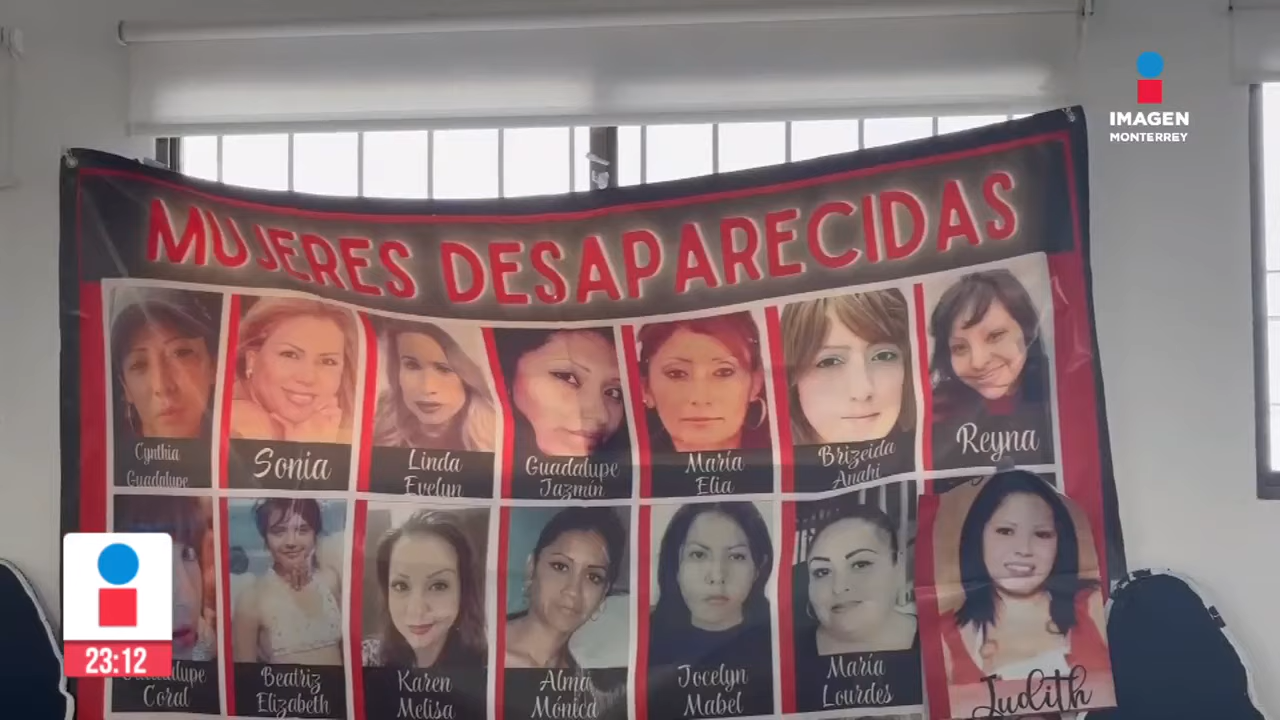 IMAGEN
MONTERREY
MUJERES DESAPARECIDAS
Cynthia
Guadalupe
Sonia
Linda
Evelyn
Guadalupe
Jazmín
María
Elia
Brizeida
Anahi
Reyna
Coral
Beatriz
Elizabeth
Karen
Melisa
Alma
Mónica
Jocelyn
Mabel
María
Lourdes
Judith
23:12